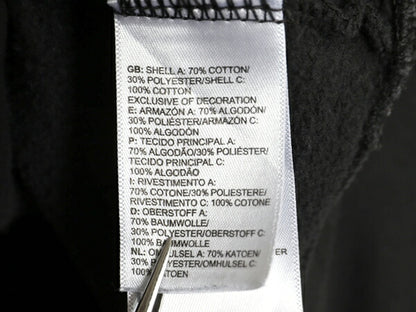 GB: SHELL A: 70% COTTON/
30% POLYESTER/SHELL C:
100% COTTON
EXCLUSIVE OF DECORATION
E: ARMAZÓN A: 70% ALGODÓN/
30% POLIÉSTER/ARMAZÓN C:
100% ALGODÓN
P: TECIDO PRINCIPAL A:
70% ALGODÃO/30% POLIÉSTER/
TECIDO PRINCIPAL C:
100% ALGODÃO
I: RIVESTIMENTO A:
70% COTONE/30% POLIESTERE/
RIVESTIMENTO C: 100% COTONE
D: OBERSTOFF A:
70% BAUMWOLLE/
30% POLYESTER/OBERSTOFF C:
100% BAUMWOLLE
NL: OMHULSEL A: 70% KATOEN/
30% POLYESTER/OMHULSEL C:
100% KATOEN